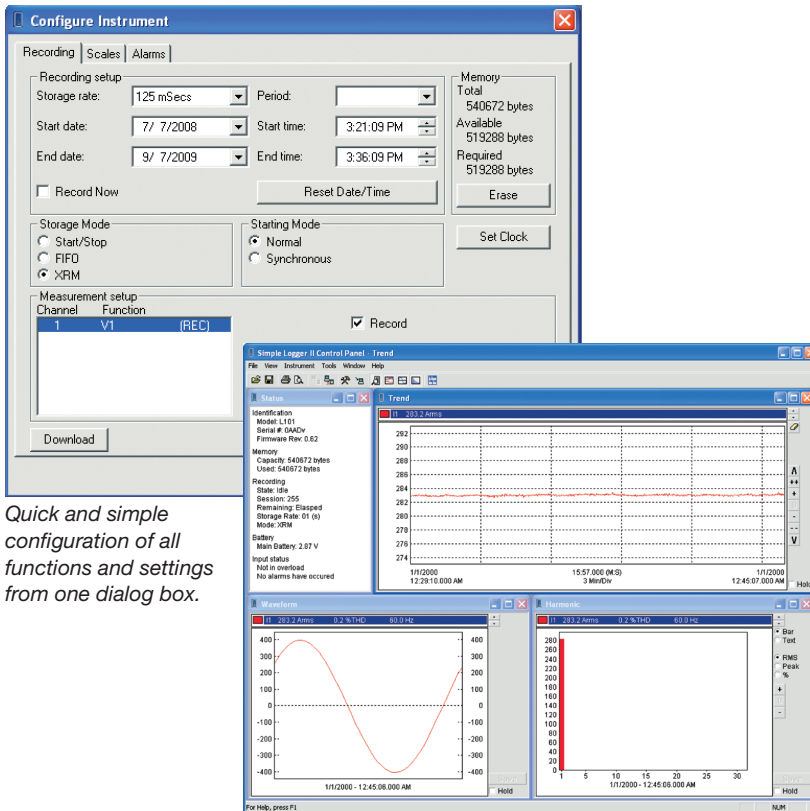 Configure Instrument
Recording Scales Alarms
Recording setup
Storage rate: 125 mSecs Period:
Start date: 7/ 7/2008 Start time: 3:21:09 PM
End date: 9/ 7/2009 End time: 3:36:09 PM
Record Now Reset Date/Time
Memory
Total
540672 bytes
Available
519288 bytes
Required
519288 bytes
Erase
Storage Mode
Start/Stop
FIFO
XRM
Starting Mode
Normal
Synchronous
Set Clock
Measurement setup
Channel Function
1 V1 (REC)
Record
Download
Quick and simple
configuration of all
functions and settings
from one dialog box.
Simple Logger II Control Panel - Trend
File View Instrument Tools Window Help
Status
Identification
Model: L101
Serial #: 0AADv
Firmware Rev: 0.62
Memory
Capacity: 540672 bytes
Used: 540672 bytes
Recording
State: Idle
Session: 255
Remaining: Elasped
Storage Rate: 01 (s)
Mode: XRM
Battery
Main Battery: 2.87 V
Input status
Not in overload
No alarms have occured
Trend
I1 283.2 Arms
292
290
288
286
284
282
280
278
276
274
1/1/2000 15:57.000 (M:S) 1/1/2000
12:29:10.000 AM 3 Min/Div 12:45:07.000 AM
Hold
Waveform
I1 283.2 Arms 0.2 %THD 60.0 Hz
400 400
300 300
200 200
100 100
0 0
-100 -100
-200 -200
-300 -300
-400 -400
1/1/2000 - 12:45:06.000 AM
Save
Hold
Harmonic
I1 283.2 Arms 0.2 %THD 60.0 Hz
Bar
Text
RMS
Peak
%
280
260
240
220
200
180
160
140
120
100
80
60
40
20
0
1 5 10 15 20 25 30
1/1/2000 - 12:45:06.000 AM
Save
Hold
For Help, press F1
NUM